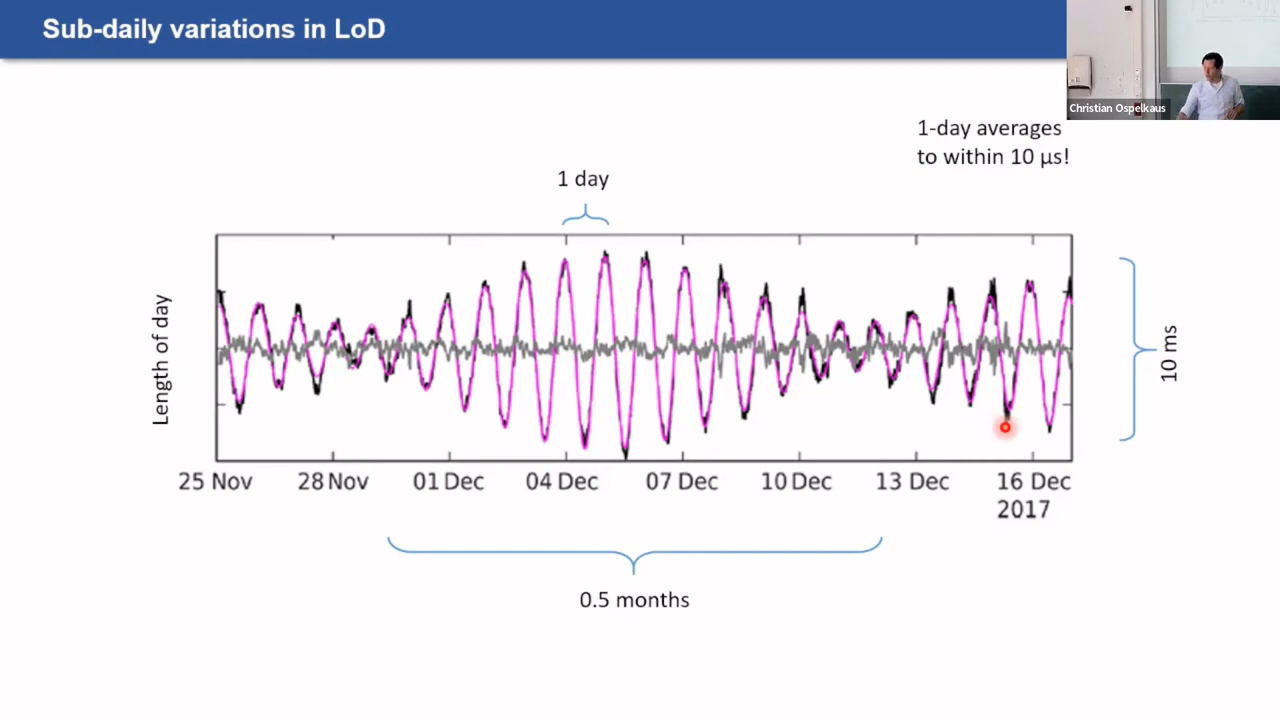 Sub-daily variations in LoD
Christian Ospelkaus
1-day averages
to within 10 µs!
1 day
Length of day
10 ms
25 Nov
28 Nov
01 Dec
04 Dec
07 Dec
10 Dec
13 Dec
16 Dec
2017
0.5 months